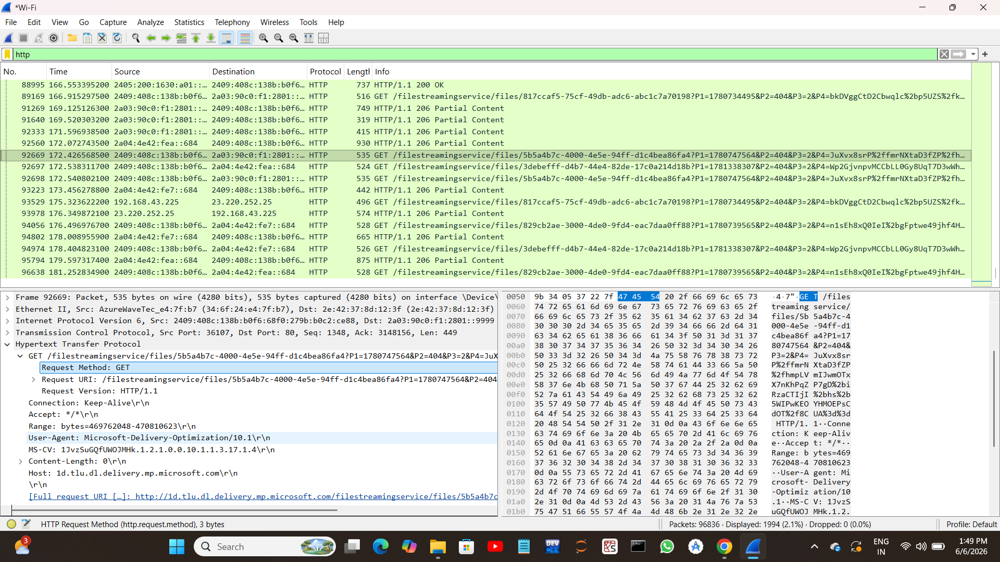 *Wi-Fi
File Edit View Go Capture Analyze Statistics Telephony Wireless Tools Help
http
No. Time Source Destination Protocol Length Info
88995 166.553395200 2405:200:1630:a01::… 2409:408c:138b:b0f6… HTTP 737 HTTP/1.1 200 OK
89169 166.915297500 2409:408c:138b:b0f6… 2a03:90c0:f1:2801::… HTTP 516 GET /filestreamingservice/files/817ccaf5-75cf-49db-adc6-abc1c7a70198?P1=1780734495&P2=404&P3=2&P4=bkDVggCtD2Cbwqlc%2bp5UZS%2fk…
91269 169.125126300 2a03:90c0:f1:2801::… 2409:408c:138b:b0f6… HTTP 749 HTTP/1.1 206 Partial Content
91640 169.520303200 2a03:90c0:f1:2801::… 2409:408c:138b:b0f6… HTTP 319 HTTP/1.1 206 Partial Content
92333 171.596938500 2a03:90c0:f1:2801::… 2409:408c:138b:b0f6… HTTP 415 HTTP/1.1 206 Partial Content
92560 172.072743500 2a04:4e42:fea::684 2409:408c:138b:b0f6… HTTP 930 HTTP/1.1 206 Partial Content
92669 172.426568500 2409:408c:138b:b0f6… 2a03:90c0:f1:2801::… HTTP 535 GET /filestreamingservice/files/5b5a4b7c-4000-4e5e-94ff-d1c4bea86fa4?P1=1780747564&P2=404&P3=2&P4=JuXvx8srP%2ffmrNXtaD3fZP%2fh…
92697 172.538311700 2409:408c:138b:b0f6… 2a04:4e42:fea::684 HTTP 524 GET /filestreamingservice/files/3debefff-d4b7-44e4-82de-17c0a214d18b?P1=1781338307&P2=404&P3=2&P4=Wp2GjvnpvMCCbLL0Gy8UqT7D3wWh…
92698 172.540802100 2409:408c:138b:b0f6… 2a03:90c0:f1:2801::… HTTP 535 GET /filestreamingservice/files/5b5a4b7c-4000-4e5e-94ff-d1c4bea86fa4?P1=1780747564&P2=404&P3=2&P4=JuXvx8srP%2ffmrNXtaD3fZP%2fh…
93223 173.456278800 2a04:4e42:fe7::684 2409:408c:138b:b0f6… HTTP 442 HTTP/1.1 206 Partial Content
93529 175.323622200 192.168.43.225 23.220.252.25 HTTP 496 GET /filestreamingservice/files/817ccaf5-75cf-49db-adc6-abc1c7a70198?P1=1780734495&P2=404&P3=2&P4=bkDVggCtD2Cbwqlc%2bp5UZS%2fk…
93978 176.349872100 23.220.252.25 192.168.43.225 HTTP 574 HTTP/1.1 206 Partial Content
94056 176.496976700 2409:408c:138b:b0f6… 2a04:4e42:fe7::684 HTTP 528 GET /filestreamingservice/files/829cb2ae-3000-4de0-9fd4-eac7daa0ff88?P1=1780739565&P2=404&P3=2&P4=n1sEh8xQ0IeI%2bgFptwe49jhf4H…
94802 178.008955900 2a04:4e42:fe7::684 2409:408c:138b:b0f6… HTTP 665 HTTP/1.1 206 Partial Content
94974 178.404823100 2409:408c:138b:b0f6… 2a04:4e42:fe7::684 HTTP 526 GET /filestreamingservice/files/3debefff-d4b7-44e4-82de-17c0a214d18b?P1=1781338307&P2=404&P3=2&P4=Wp2GjvnpvMCCbLL0Gy8UqT7D3wWh…
95794 179.597317400 2a04:4e42:fea::684 2409:408c:138b:b0f6… HTTP 875 HTTP/1.1 206 Partial Content
96638 181.252834900 2409:408c:138b:b0f6… 2a04:4e42:fea::684 HTTP 528 GET /filestreamingservice/files/829cb2ae-3000-4de0-9fd4-eac7daa0ff88?P1=1780739565&P2=404&P3=2&P4=n1sEh8xQ0IeI%2bgFptwe49jhf4H…
Frame 92669: Packet, 535 bytes on wire (4280 bits), 535 bytes captured (4280 bits) on interface \Device\
Ethernet II, Src: AzureWaveTec_e4:7f:b7 (34:6f:24:e4:7f:b7), Dst: 2e:42:37:8d:12:3f (2e:42:37:8d:12:3f)
Internet Protocol Version 6, Src: 2409:408c:138b:b0f6:68f0:279b:b0c2:ce88, Dst: 2a03:90c0:f1:2801::9999
Transmission Control Protocol, Src Port: 36107, Dst Port: 80, Seq: 1348, Ack: 3148156, Len: 449
Hypertext Transfer Protocol
GET /filestreamingservice/files/5b5a4b7c-4000-4e5e-94ff-d1c4bea86fa4?P1=1780747564&P2=404&P3=2&P4=JuX
Request Method: GET
Request URI: /filestreamingservice/files/5b5a4b7c-4000-4e5e-94ff-d1c4bea86fa4?P1=1780747564&P2=404
Request Version: HTTP/1.1
Connection: Keep-Alive\r\n
Accept: */*\r\n
Range: bytes=469762048-470810623\r\n
User-Agent: Microsoft-Delivery-Optimization/10.1\r\n
MS-CV: 1JvzSuGQfUWOJMHk.1.2.1.0.0.10.1.1.3.17.1.4\r\n
Content-Length: 0\r\n
Host: 1d.tlu.dl.delivery.mp.microsoft.com\r\n
\r\n
[Full request URI […]: http://1d.tlu.dl.delivery.mp.microsoft.com/filestreamingservice/files/5b5a4b7c
0050 9b 34 05 37 22 7f 47 45 54 20 2f 66 69 6c 65 73 ·4·7"·GE T /files
0060 74 72 65 61 6d 69 6e 67 73 65 72 76 69 63 65 2f treaming service/
0070 66 69 6c 65 73 2f 35 62 35 61 34 62 37 63 2d 34 files/5b 5a4b7c-4
0080 30 30 30 2d 34 65 35 65 2d 39 34 66 66 2d 64 31 000-4e5e -94ff-d1
0090 63 34 62 65 61 38 36 66 61 34 3f 50 31 3d 31 37 c4bea86f a4?P1=17
00a0 38 30 37 34 37 35 36 34 26 50 32 3d 34 30 34 26 80747564 &P2=404&
00b0 50 33 3d 32 26 50 34 3d 4a 75 58 76 78 38 73 72 P3=2&P4= JuXvx8sr
00c0 50 25 32 66 66 6d 72 4e 58 74 61 44 33 66 5a 50 P%2ffmrN XtaD3fZP
00d0 25 32 66 68 6d 70 4c 56 6d 49 4a 77 6d 4f 54 78 %2fhmpLV mIJwmOTx
00e0 58 37 6e 4b 68 50 71 5a 50 37 67 44 25 32 62 69 X7nKhPqZ P7gD%2bi
00f0 52 7a 61 43 54 49 6a 49 25 32 62 68 73 25 32 62 RzaCTIjI %2bhs%2b
0100 35 57 49 50 77 4b 45 4f 59 48 4d 4f 45 50 73 43 5WIPwKEO YHMOEPsC
0110 64 4f 54 25 32 66 38 43 55 41 25 33 64 25 33 64 dOT%2f8C UA%3d%3d
0120 20 48 54 54 50 2f 31 2e 31 0d 0a 43 6f 6e 6e 65 HTTP/1. 1··Conne
0130 63 74 69 6f 6e 3a 20 4b 65 65 70 2d 41 6c 69 76 ction: K eep-Aliv
0140 65 0d 0a 41 63 63 65 70 74 3a 20 2a 2f 2a 0d 0a e··Accep t: */*··
0150 52 61 6e 67 65 3a 20 62 79 74 65 73 3d 34 36 39 Range: b ytes=469
0160 37 36 32 30 34 38 2d 34 37 30 38 31 30 36 32 33 762048-4 70810623
0170 0d 0a 55 73 65 72 2d 41 67 65 6e 74 3a 20 4d 69 ··User-A gent: Mi
0180 63 72 6f 73 6f 66 74 2d 44 65 6c 69 76 65 72 79 crosoft- Delivery
0190 2d 4f 70 74 69 6d 69 7a 61 74 69 6f 6e 2f 31 30 -Optimiz ation/10
01a0 2e 31 0d 0a 4d 53 2d 43 56 3a 20 31 4a 76 7a 53 .1··MS-C V: 1JvzS
01b0 75 47 51 66 55 57 4f 4a 4d 48 6b 2e 31 2e 32 2e uGQfUWOJ MHk.1.2.
HTTP Request Method (http.request.method), 3 bytes
Packets: 96836 · Displayed: 1994 (2.1%) · Dropped: 0 (0.0%)
Profile: Default
3
Search
DEV
C++
ENG
IN
1:49 PM
6/6/2026